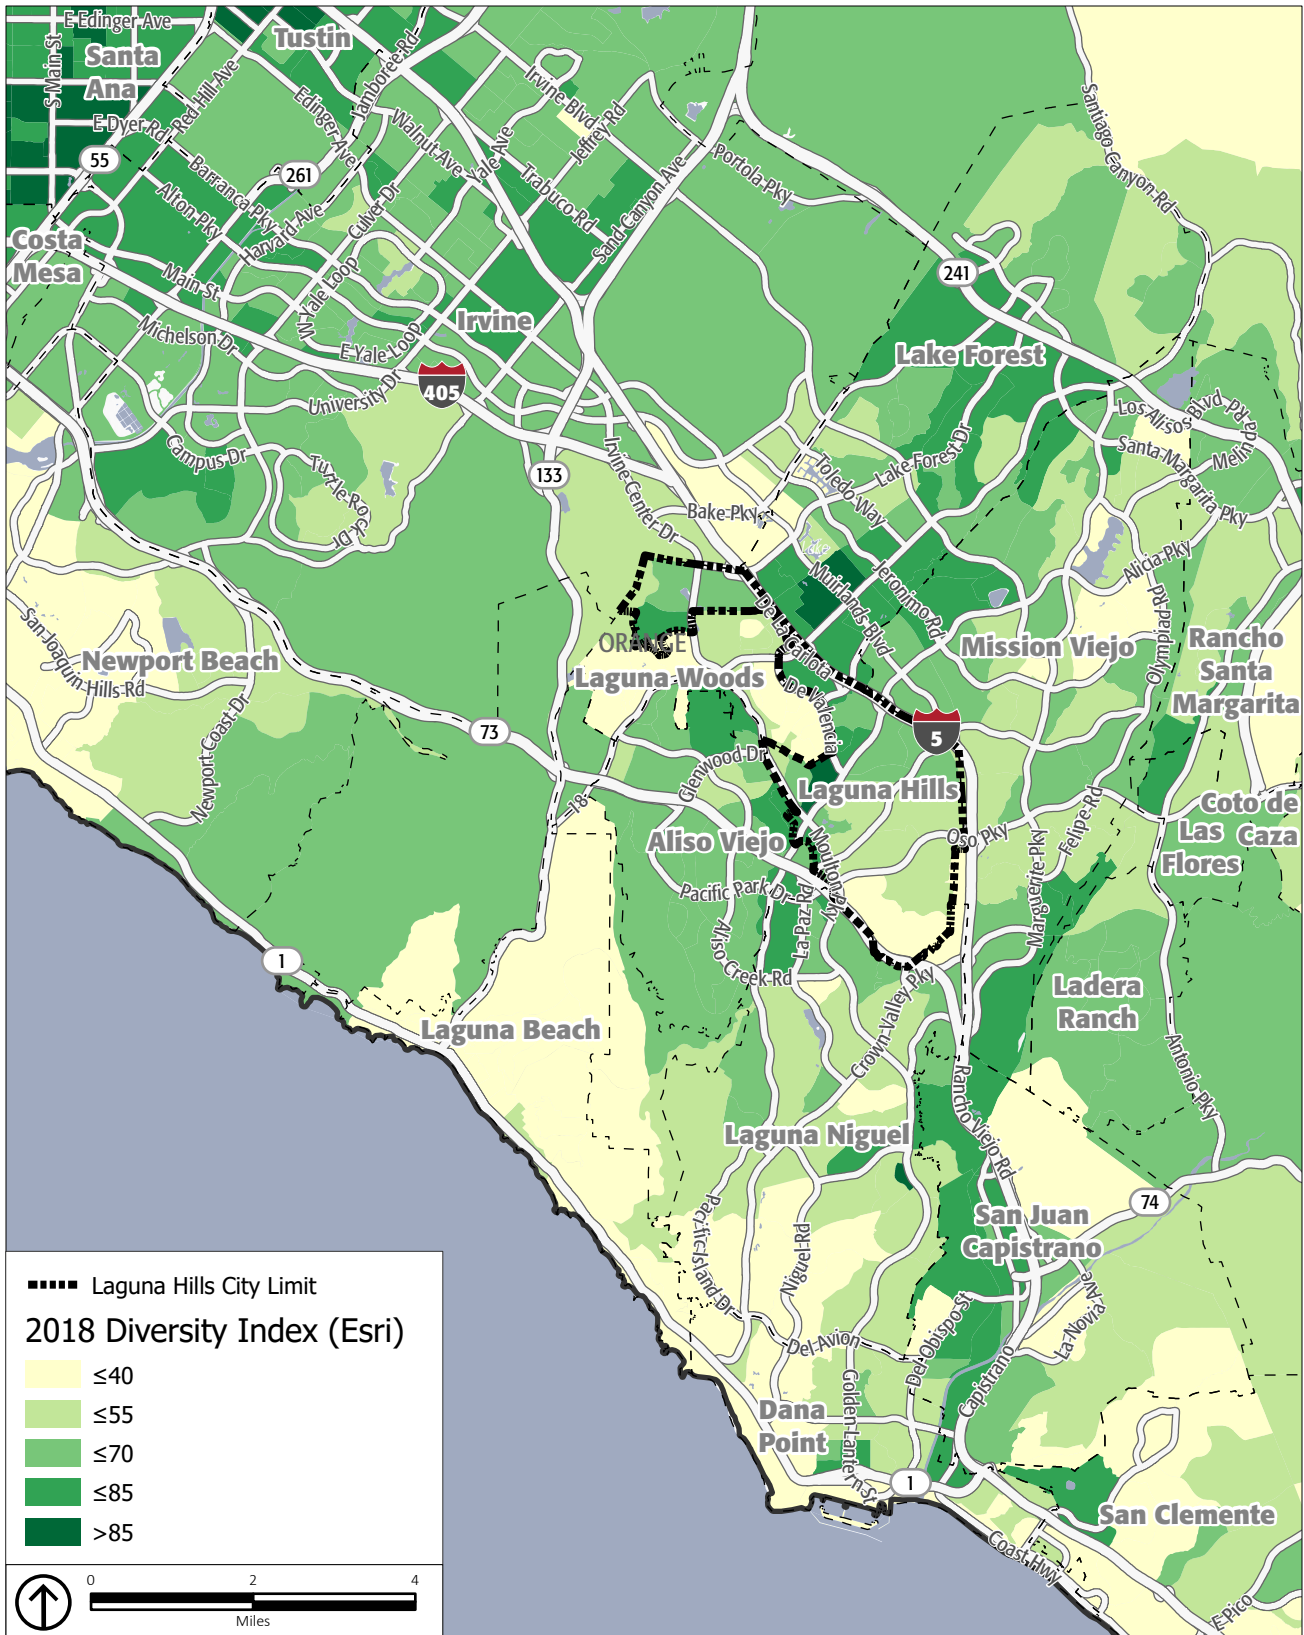 E Edinger Ave
S Main St
Santa
Ana
Tustin
Jamboree Rd
Red Hill Ave
E Dyer Rd
55
Edinger Ave
261
Walnut Ave
Yale Ave
Irvine Blvd
Jeffrey Rd
Trabuco Rd
Sand Canyon Ave
Portola Pky
Santiago Canyon Rd
Barranca Pky
Alton Pky
Harvard Ave
Culver Dr
Costa
Mesa
Main St
W Yale Loop
Michelson Dr
E Yale Loop
Irvine
241
Lake Forest
University Dr
405
Campus Dr
Turtle Rock Dr
133
Irvine Center Dr
Bake Pky
Toledo Way
Lake Forest Dr
Los Alisos Blvd
Melinda Rd
Santa Margarita Pky
Alicia Pky
Olympiad Rd
Muirlands Blvd
Jeronimo Rd
De La Carlota
ORANGE
Laguna Woods
De Valencia
Mission Viejo
Rancho
Santa
Margarita
San Joaquin Hills Rd
Newport Beach
Newport Coast Dr
73
5
Glenwood Dr
Laguna Hills
18
Aliso Viejo
Moulton Pky
Oso Pky
Marguerite Pky
Felipe Rd
Coto de
Caza
Las
Flores
Pacific Park Dr
La Paz Rd
Aliso Creek Rd
Crown Valley Pky
Ladera
Ranch
Antonio Pky
1
Laguna Beach
Rancho Viejo Rd
Laguna Niguel
74
San Juan
Capistrano
Pacific Island Dr
Niguel Rd
Del Avion
Del Obispo St
La Novia Ave
Capistrano
Golden Lantern St
Dana
Point
1
San Clemente
Coast Hwy
E Pico
Laguna Hills City Limit
2018 Diversity Index (Esri)
≤40
≤55
≤70
≤85
>85
0 2 4
Miles